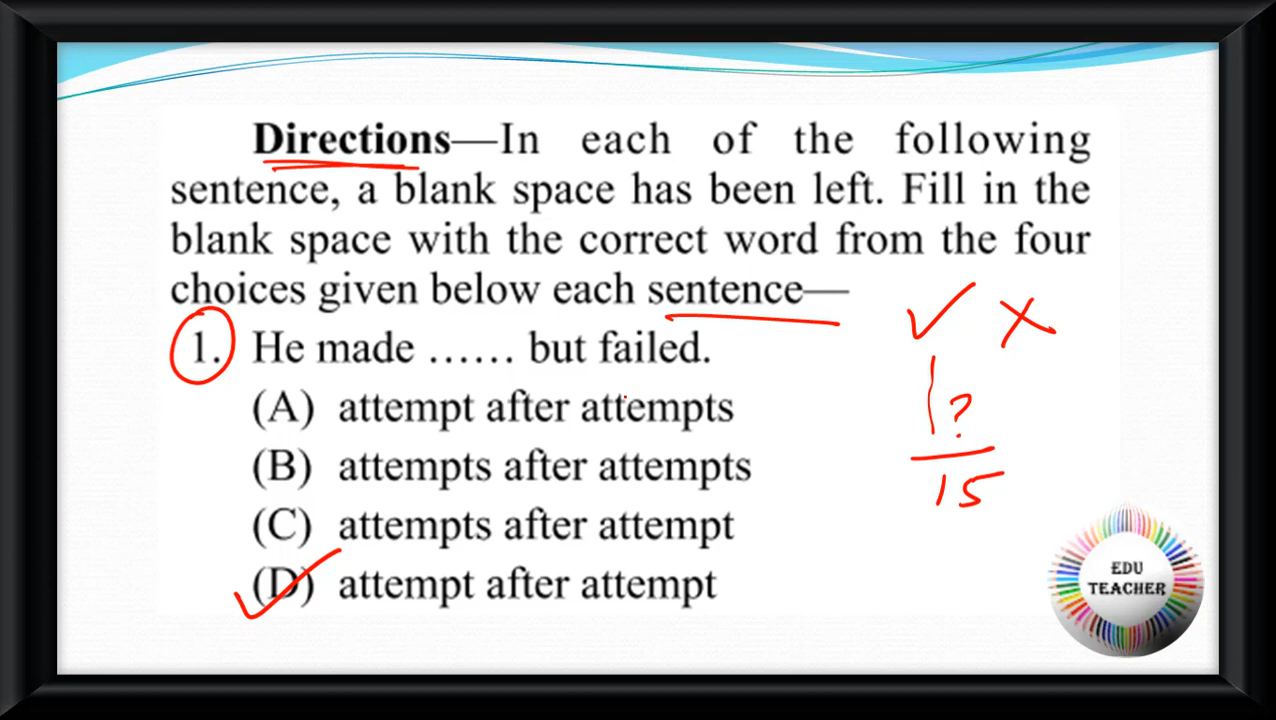 Directions—In each of the following
sentence, a blank space has been left. Fill in the
blank space with the correct word from the four
choices given below each sentence—
1. He made ...... but failed.
(A) attempt after attempts
(B) attempts after attempts
(C) attempts after attempt
(D) attempt after attempt
?
15
EDU
TEACHER